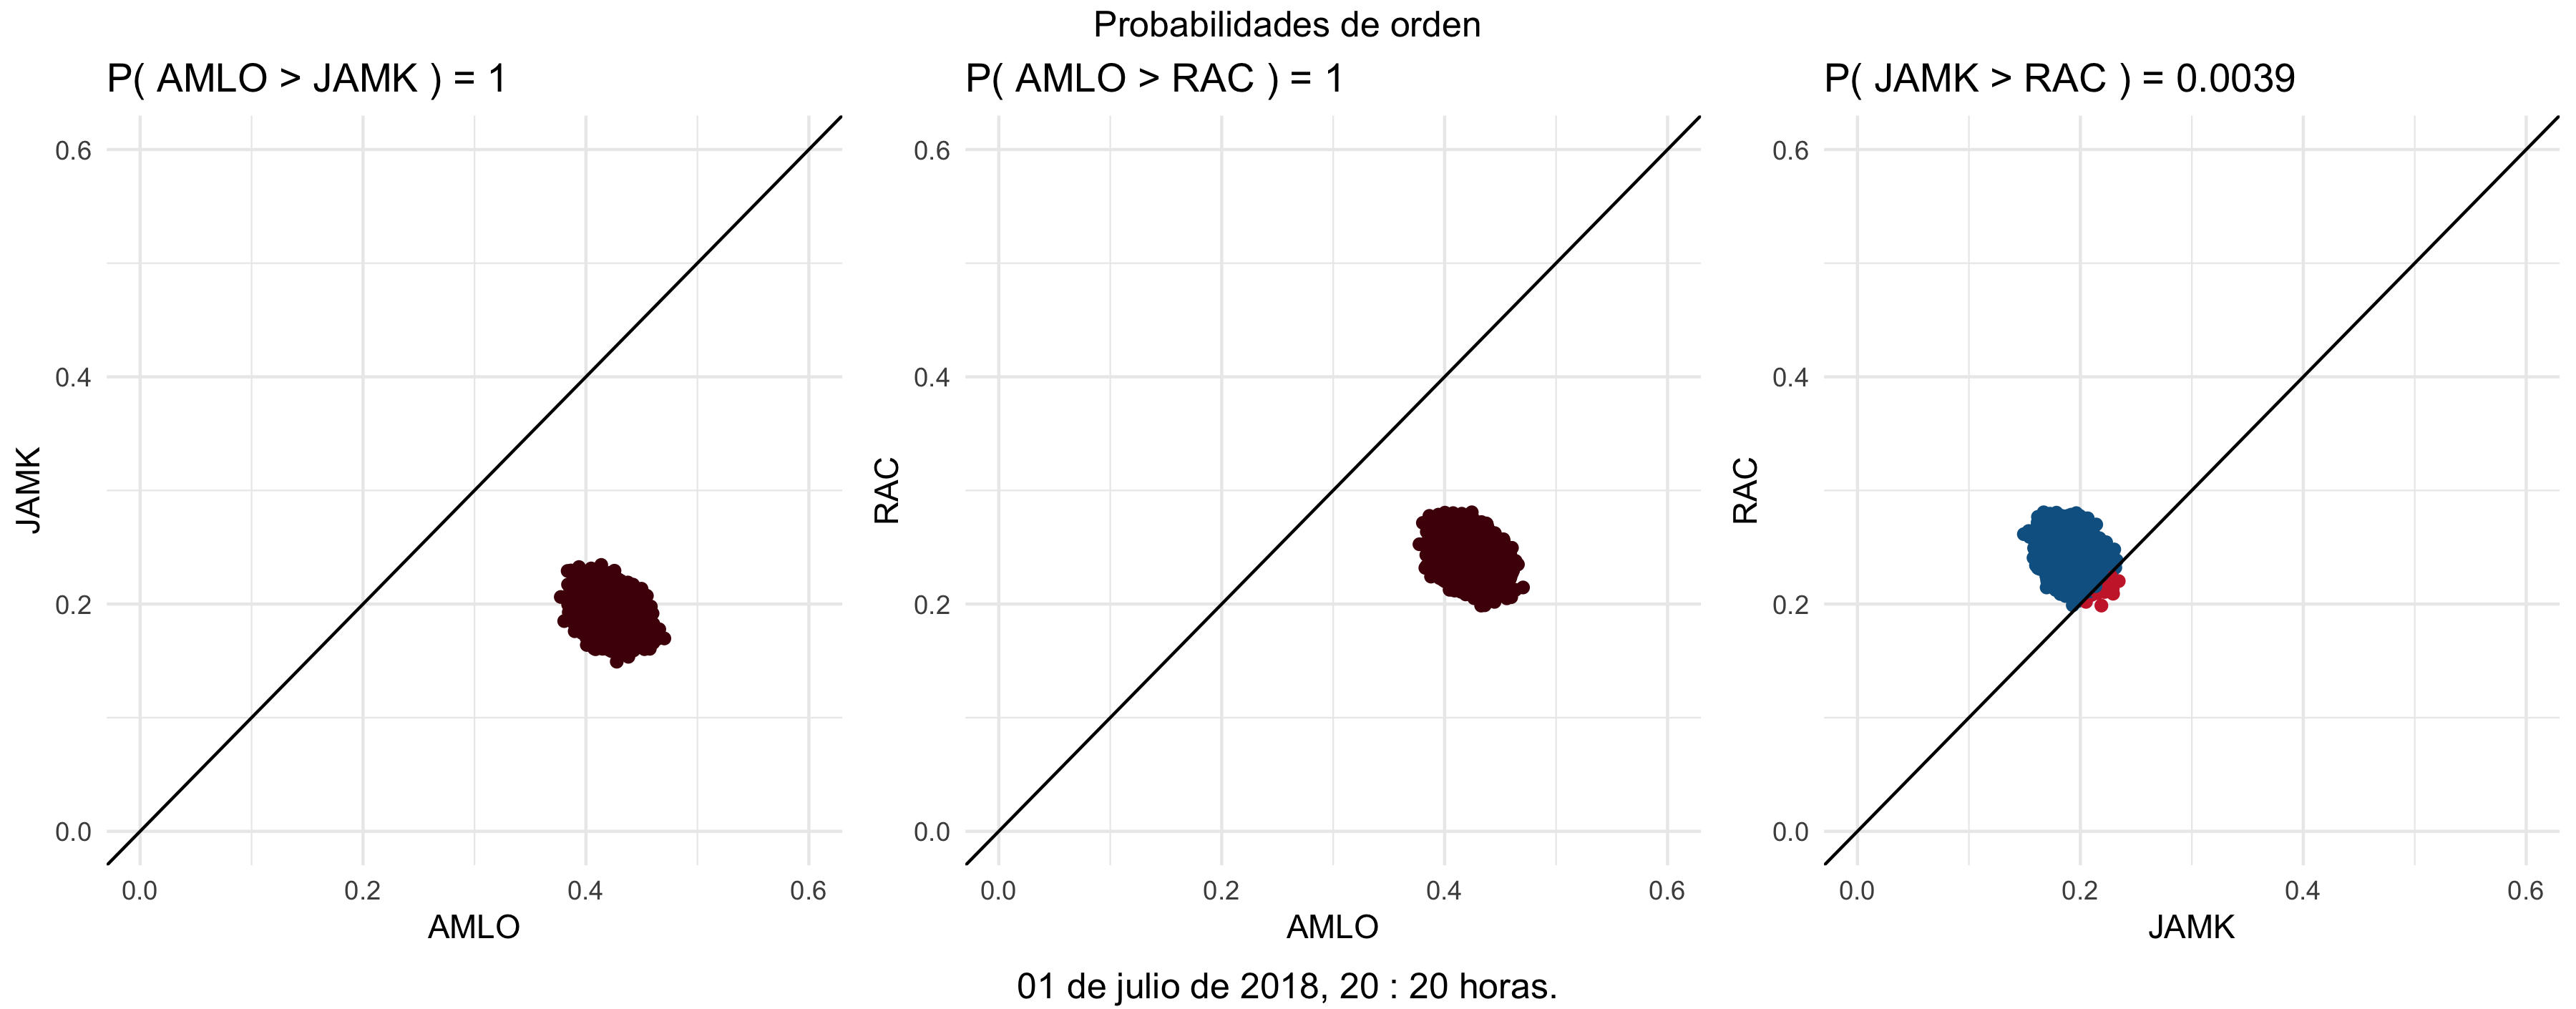 Probabilidades de orden
P( AMLO > JAMK ) = 1
0.6
0.4
0.2
0.0
JAMK
0.0 0.2 0.4 0.6
AMLO
P( AMLO > RAC ) = 1
0.6
0.4
0.2
0.0
RAC
0.0 0.2 0.4 0.6
AMLO
P( JAMK > RAC ) = 0.0039
0.6
0.4
0.2
0.0
RAC
0.0 0.2 0.4 0.6
JAMK
01 de julio de 2018, 20 : 20 horas.